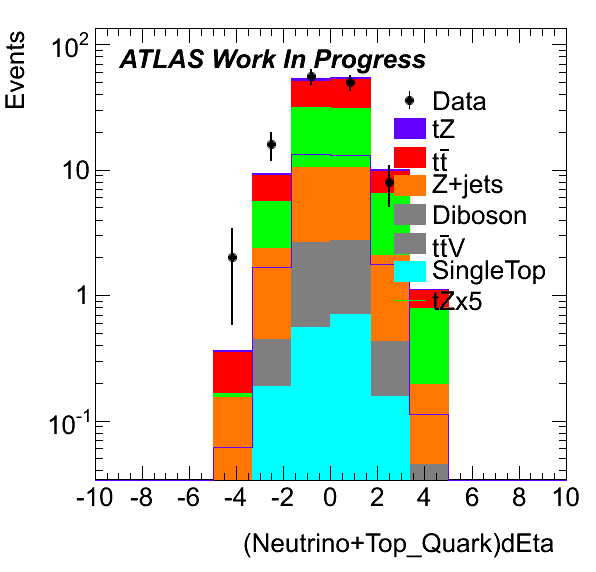 Events
ATLAS Work In Progress
10²
10
1
10⁻¹
Data
tZ
tt̄
Z+jets
Diboson
tt̄V
SingleTop
tZx5
-10 -8 -6 -4 -2 0 2 4 6 8 10
(Neutrino+Top_Quark)dEta